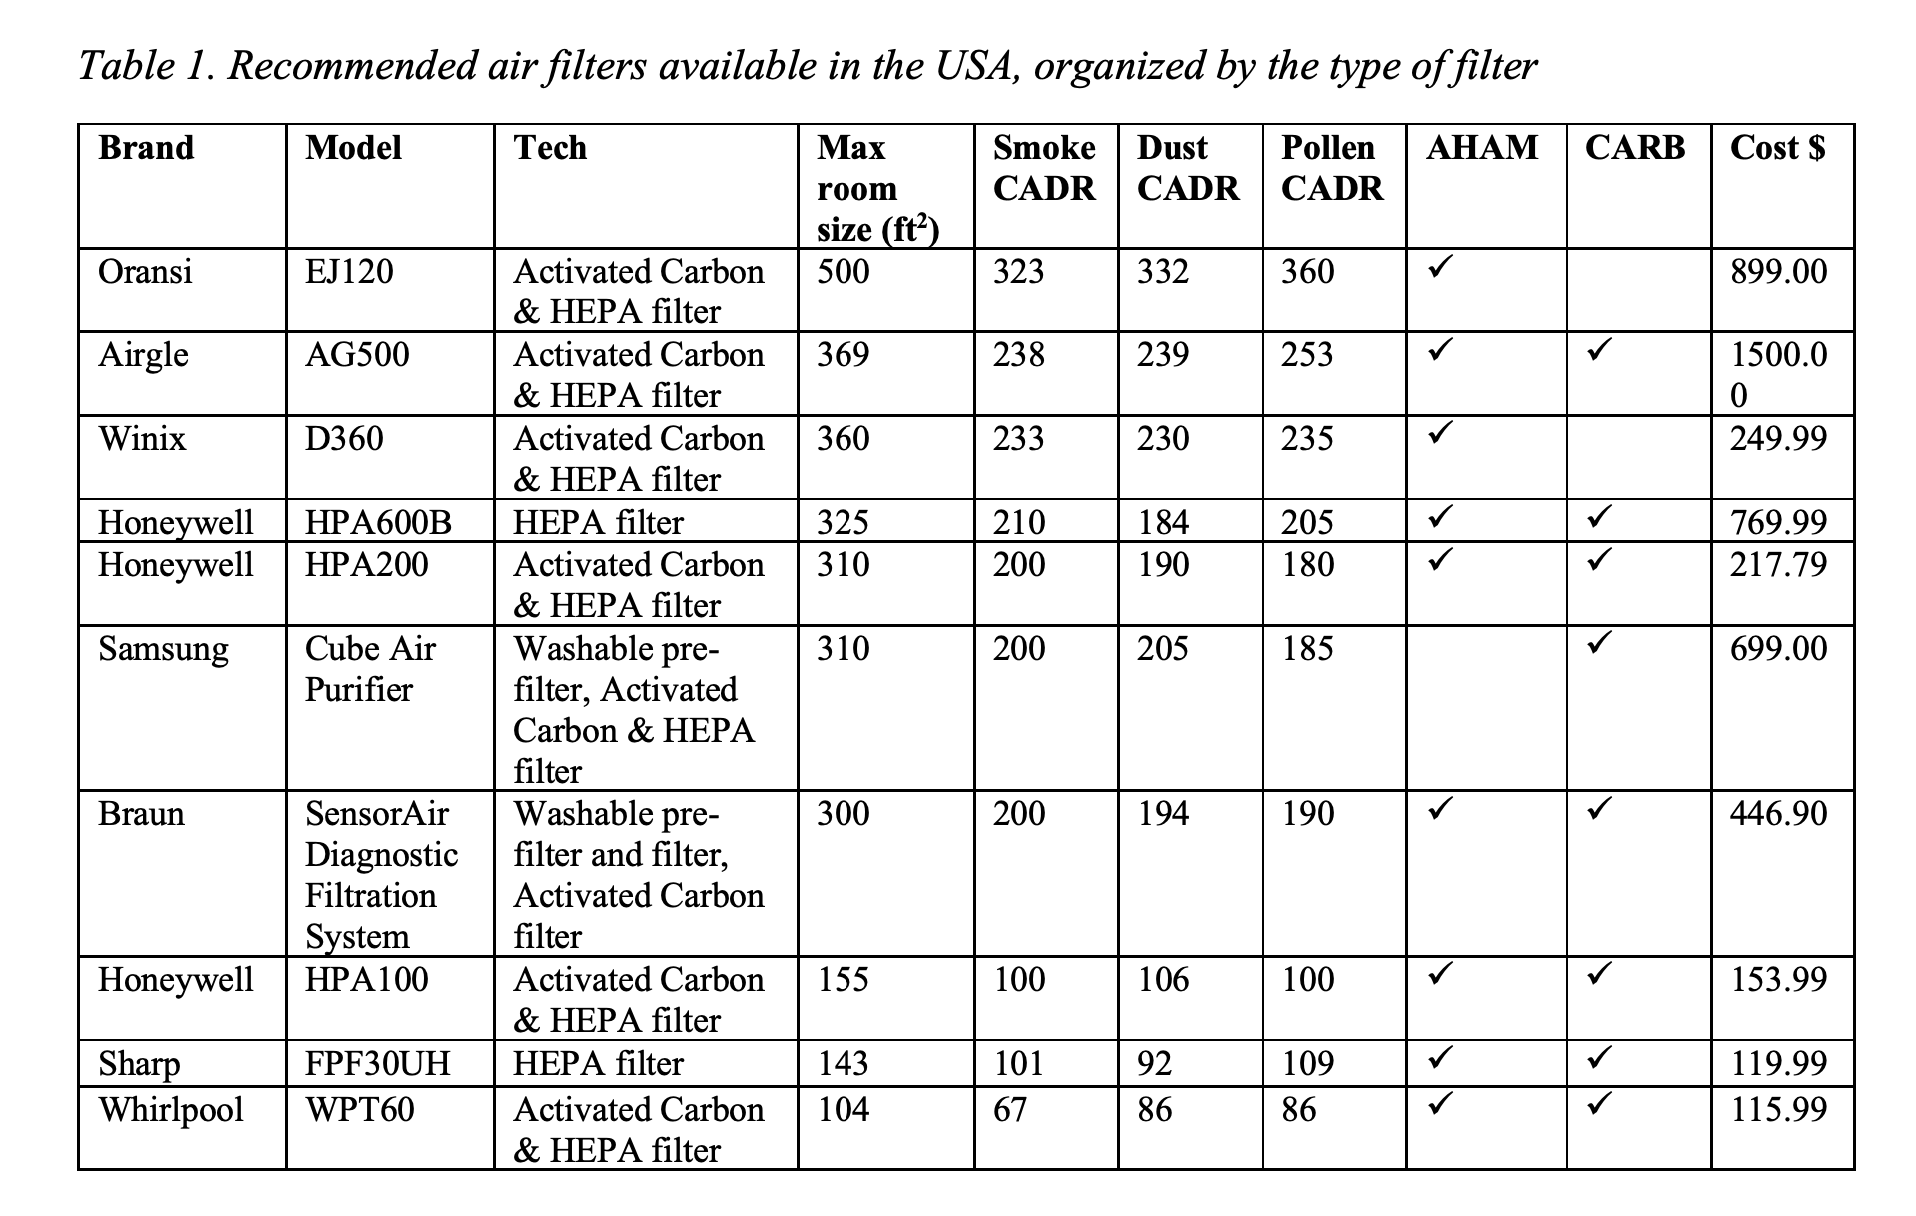 Table 1. Recommended air filters available in the USA, organized by the type of filter
Brand Model Tech Max room size (ft²) Smoke CADR Dust CADR Pollen CADR AHAM CARB Cost $
Oransi EJ120 Activated Carbon & HEPA filter 500 323 332 360 ✓ 899.00
Airgle AG500 Activated Carbon & HEPA filter 369 238 239 253 ✓ ✓ 1500.00
Winix D360 Activated Carbon & HEPA filter 360 233 230 235 ✓ 249.99
Honeywell HPA600B HEPA filter 325 210 184 205 ✓ ✓ 769.99
Honeywell HPA200 Activated Carbon & HEPA filter 310 200 190 180 ✓ ✓ 217.79
Samsung Cube Air Purifier Washable pre-filter, Activated Carbon & HEPA filter 310 200 205 185 ✓ 699.00
Braun SensorAir Diagnostic Filtration System Washable pre-filter and filter, Activated Carbon filter 300 200 194 190 ✓ ✓ 446.90
Honeywell HPA100 Activated Carbon & HEPA filter 155 100 106 100 ✓ ✓ 153.99
Sharp FPF30UH HEPA filter 143 101 92 109 ✓ ✓ 119.99
Whirlpool WPT60 Activated Carbon & HEPA filter 104 67 86 86 ✓ ✓ 115.99